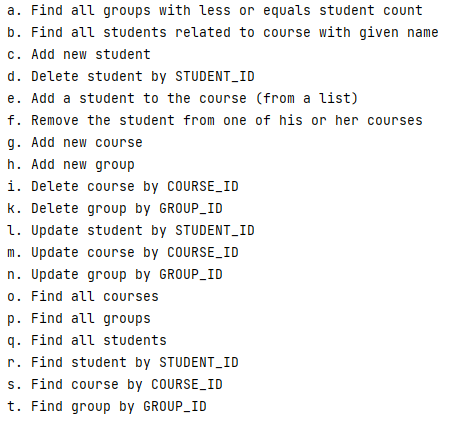 a. Find all groups with less or equals student count
b. Find all students related to course with given name
c. Add new student
d. Delete student by STUDENT_ID
e. Add a student to the course (from a list)
f. Remove the student from one of his or her courses
g. Add new course
h. Add new group
i. Delete course by COURSE_ID
k. Delete group by GROUP_ID
l. Update student by STUDENT_ID
m. Update course by COURSE_ID
n. Update group by GROUP_ID
o. Find all courses
p. Find all groups
q. Find all students
r. Find student by STUDENT_ID
s. Find course by COURSE_ID
t. Find group by GROUP_ID